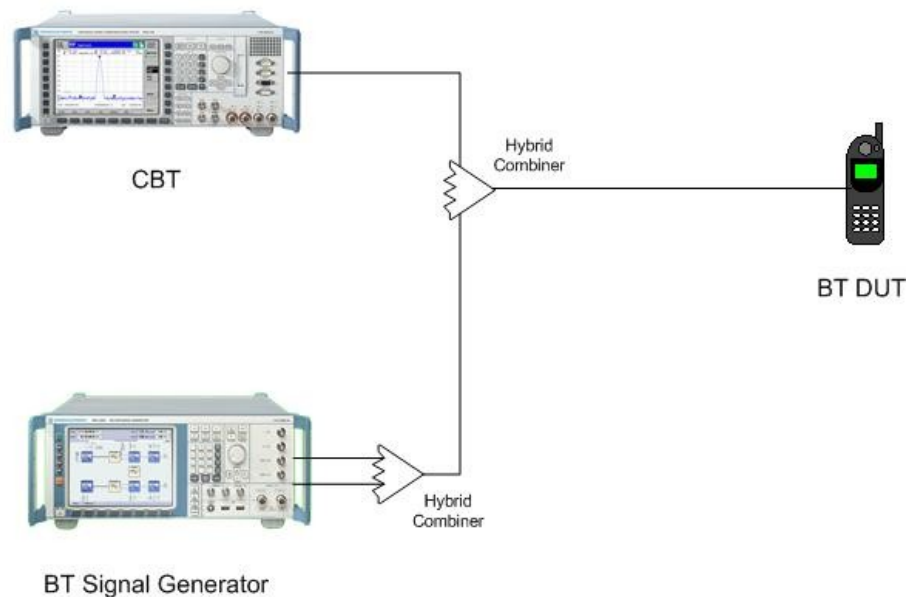 CBT
Hybrid
Combiner
BT DUT
Hybrid
Combiner
BT Signal Generator